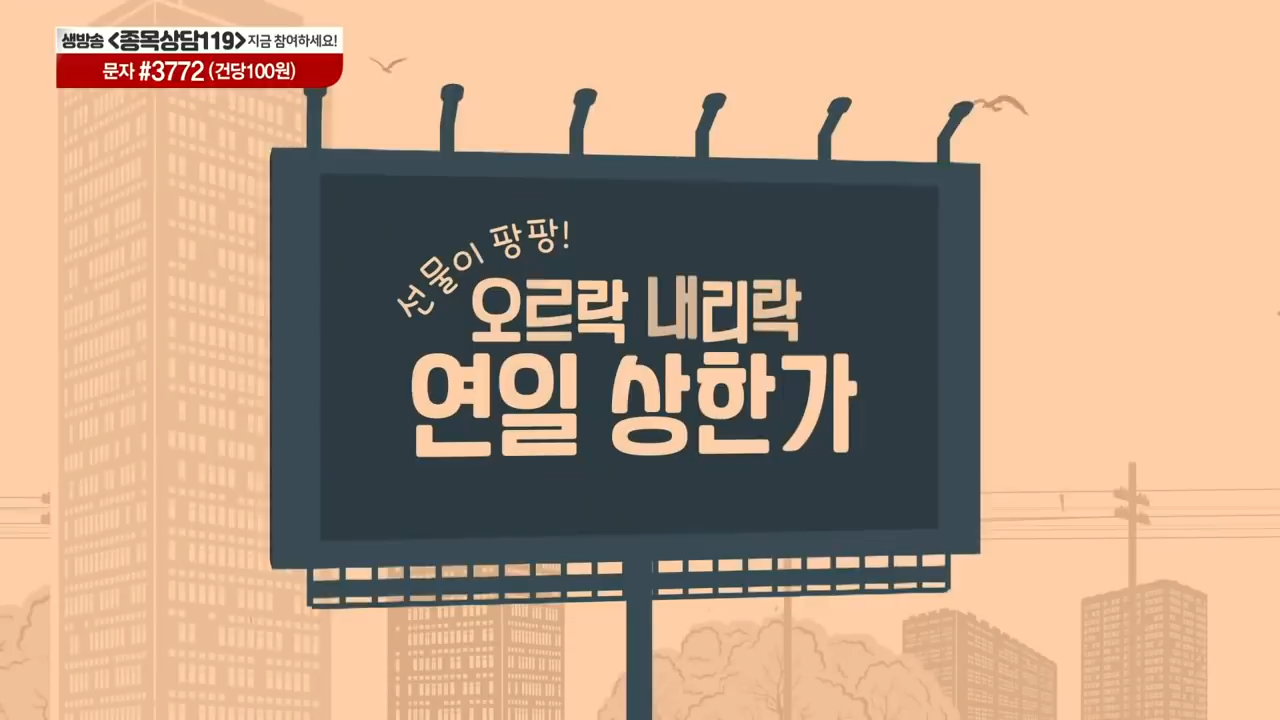 생방송 <종목상담119> 지금 참여하세요!
문자 #3772 (건당100원)
선물이 팡팡!
오르락 내리락
연일 상한가